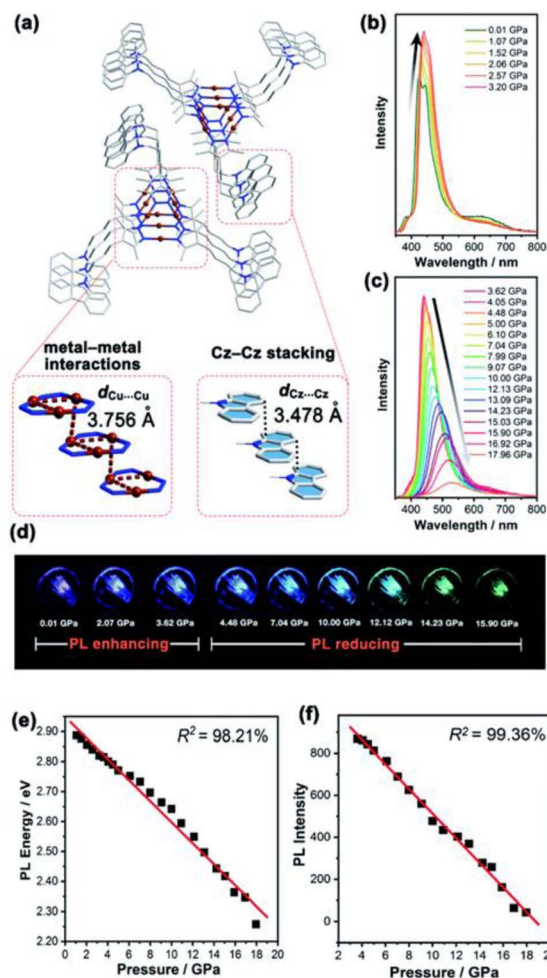 (a)
metal–metal
interactions
d Cu···Cu
3.756 Å
Cz–Cz stacking
d Cz···Cz
3.478 Å
(b)
Intensity
0.01 GPa
1.07 GPa
1.52 GPa
2.06 GPa
2.57 GPa
3.20 GPa
400 500 600 700 800
Wavelength / nm
(c)
Intensity
3.62 GPa
4.05 GPa
4.48 GPa
5.00 GPa
6.10 GPa
7.04 GPa
7.99 GPa
9.07 GPa
10.00 GPa
12.13 GPa
13.09 GPa
14.23 GPa
15.03 GPa
15.90 GPa
16.92 GPa
17.96 GPa
400 500 600 700 800
Wavelength / nm
(d)
0.01 GPa 2.07 GPa 3.62 GPa 4.48 GPa 7.04 GPa 10.00 GPa 12.12 GPa 14.23 GPa 15.90 GPa
PL enhancing PL reducing
(e)
R² = 98.21%
PL Energy / eV
2.90
2.80
2.70
2.60
2.50
2.40
2.30
2.20
0 2 4 6 8 10 12 14 16 18 20
Pressure / GPa
(f)
R² = 99.36%
PL Intensity
800
600
400
200
0
2 4 6 8 10 12 14 16 18 20
Pressure / GPa